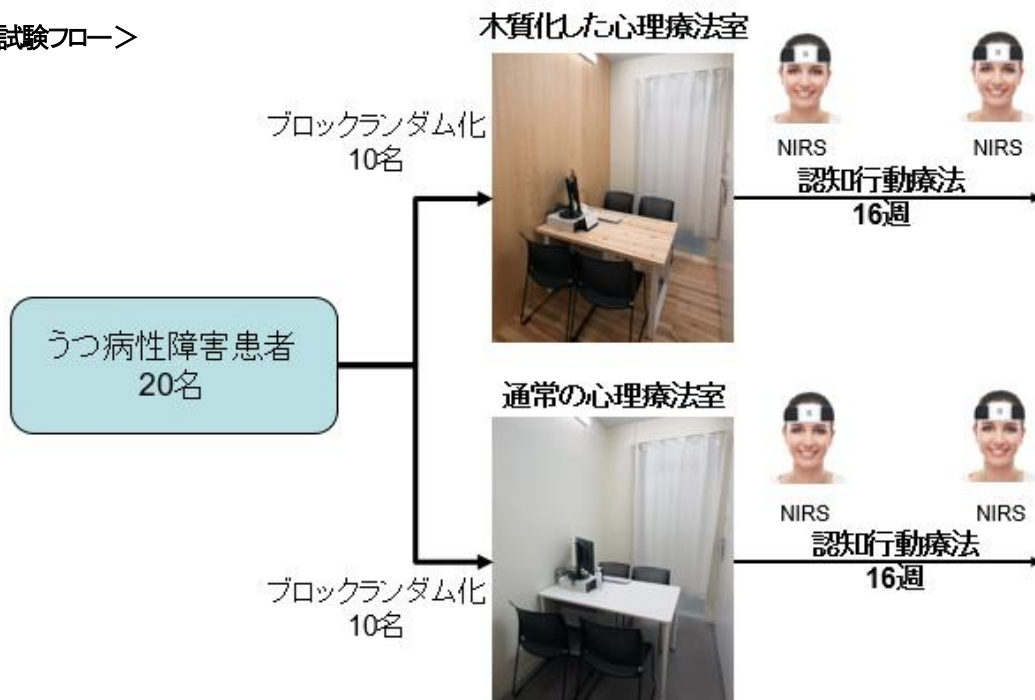 試験フロー＞
木質化した心理療法室
ブロックランダム化
10名
NIRS
NIRS
認知行動療法
16週
うつ病性障害患者
20名
通常の心理療法室
ブロックランダム化
10名
NIRS
NIRS
認知行動療法
16週